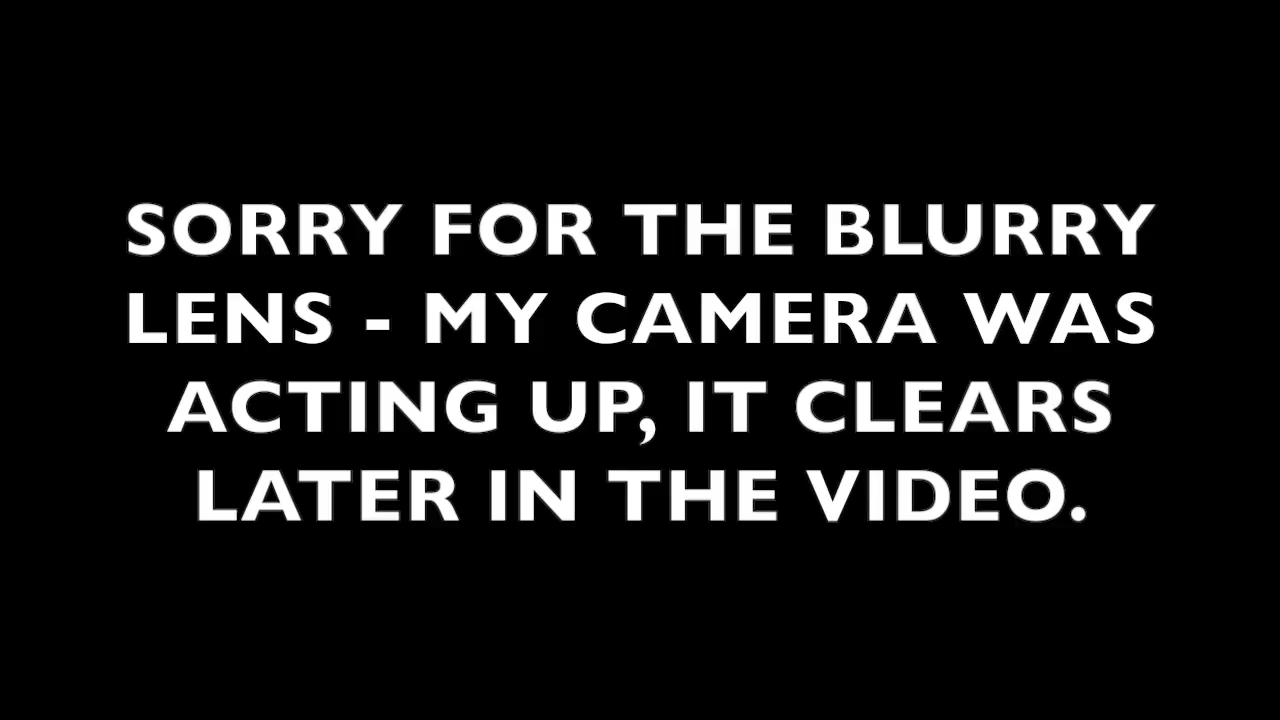 SORRY FOR THE BLURRY
LENS - MY CAMERA WAS
ACTING UP, IT CLEARS
LATER IN THE VIDEO.